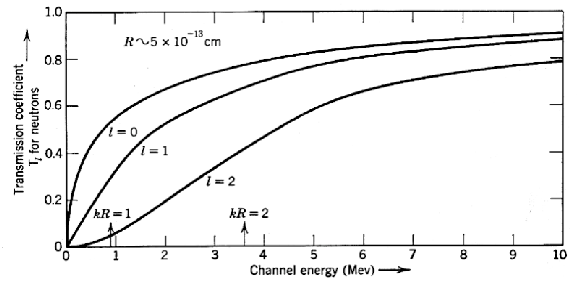 1.0
R∼5 × 10⁻¹³ cm
0.8
0.6
0.4
0.2
0
Transmission coefficient
Tₗ for neutrons
l = 0
l = 1
l = 2
kR = 1
kR = 2
0 1 2 3 4 5 6 7 8 9 10
Channel energy (Mev) →